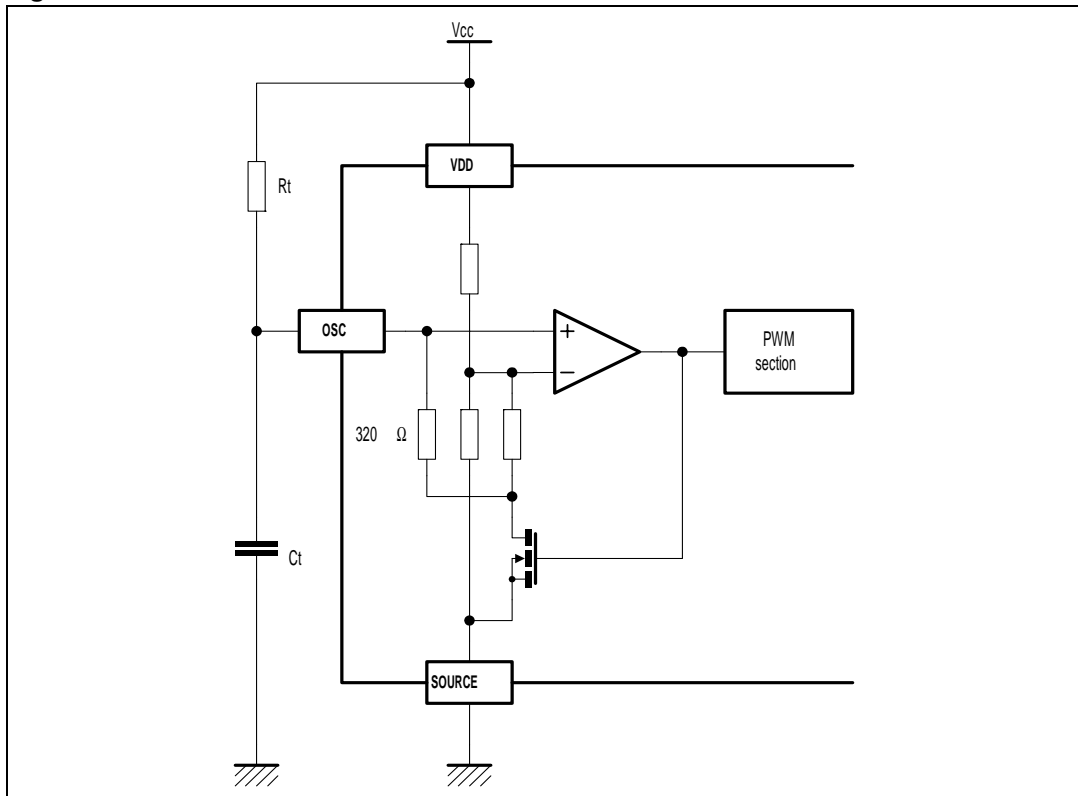 Vcc
VDD
Rt
OSC
+
−
PWM
section
320 Ω
Ct
SOURCE